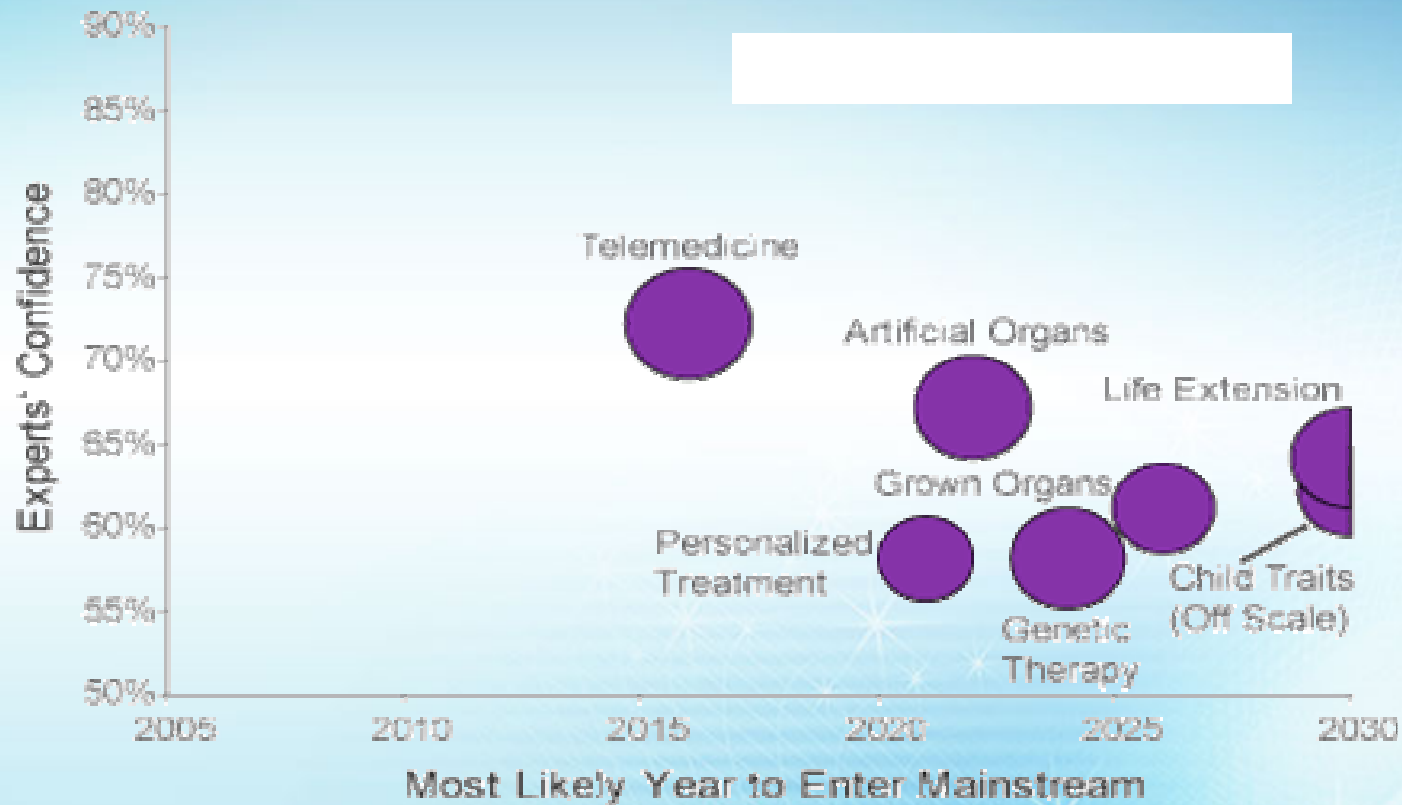 90%
85%
80%
75%
70%
65%
60%
55%
50%
Experts' Confidence
Telemedicine
Artificial Organs
Life Extension
Grown Organs
Personalized
Treatment
Genetic
Therapy
Child Traits
(Off Scale)
2005
2010
2015
2020
2025
2030
Most Likely Year to Enter Mainstream